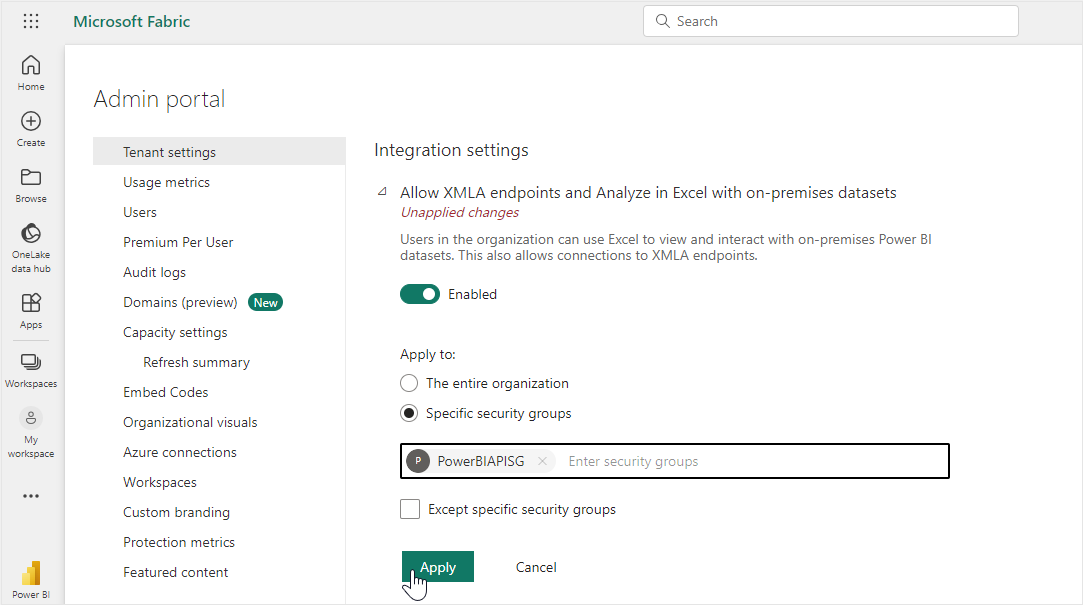 Microsoft Fabric
Search
Home
Create
Browse
OneLake
data hub
Apps
Workspaces
My
workspace
Power BI
Admin portal
Tenant settings
Usage metrics
Users
Premium Per User
Audit logs
Domains (preview) New
Capacity settings
Refresh summary
Embed Codes
Organizational visuals
Azure connections
Workspaces
Custom branding
Protection metrics
Featured content
Integration settings
Allow XMLA endpoints and Analyze in Excel with on-premises datasets
Unapplied changes
Users in the organization can use Excel to view and interact with on-premises Power BI
datasets. This also allows connections to XMLA endpoints.
Enabled
Apply to:
The entire organization
Specific security groups
P PowerBIAPISG Enter security groups
Except specific security groups
Apply Cancel